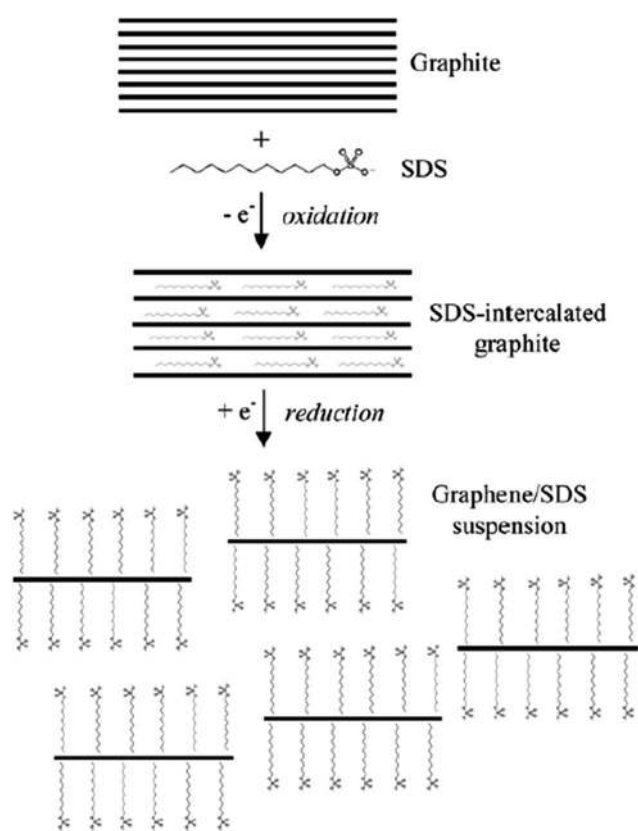 Graphite
+
SDS
- e⁻ oxidation
SDS-intercalated
graphite
+ e⁻ reduction
Graphene/SDS
suspension